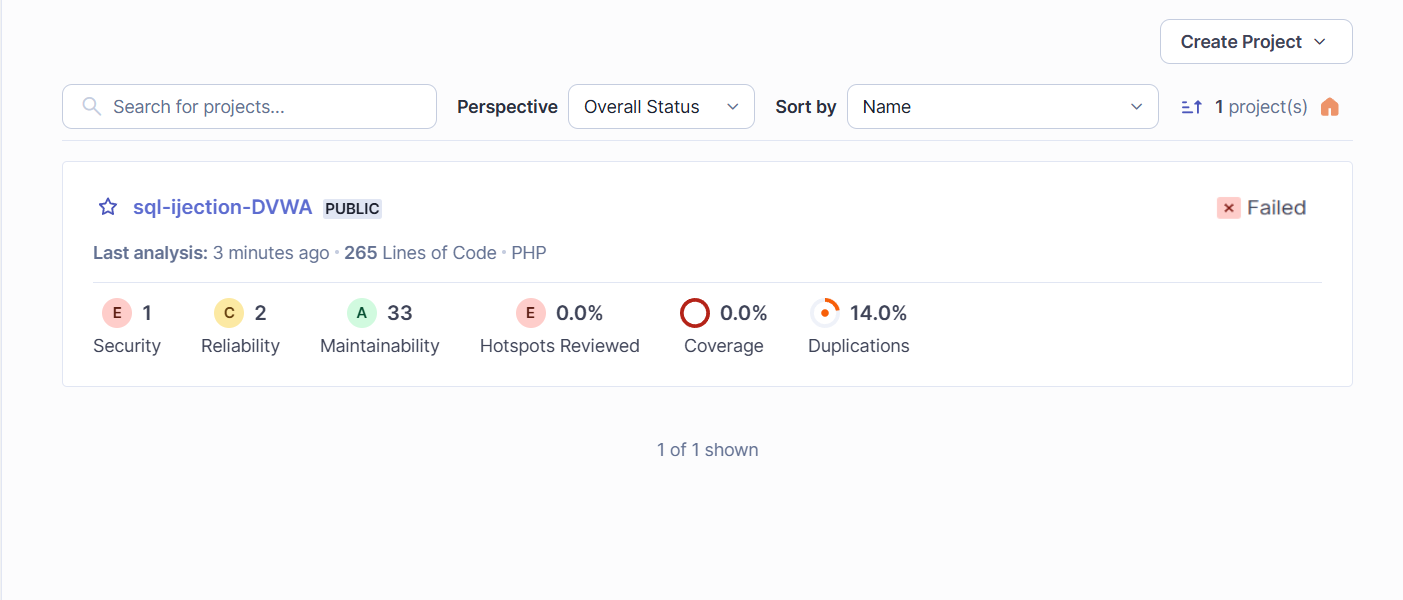 Create Project
Search for projects... Perspective Overall Status Sort by Name 1 project(s)
sql-ijection-DVWA PUBLIC Failed
Last analysis: 3 minutes ago • 265 Lines of Code • PHP
E 1 C 2 A 33 E 0.0% 0.0% 14.0%
Security Reliability Maintainability Hotspots Reviewed Coverage Duplications
1 of 1 shown